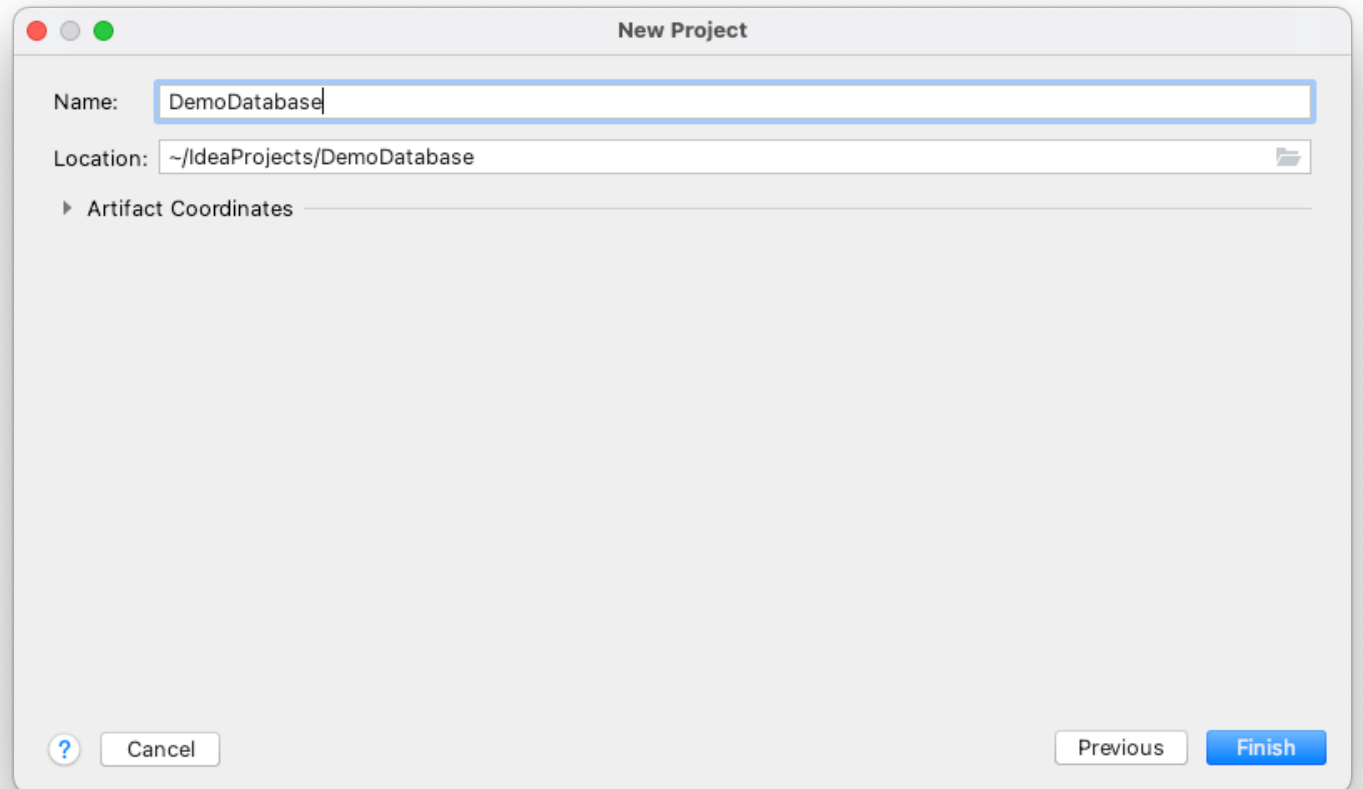 New Project
Name: DemoDatabase
Location: ~/IdeaProjects/DemoDatabase
Artifact Coordinates
? Cancel Previous Finish